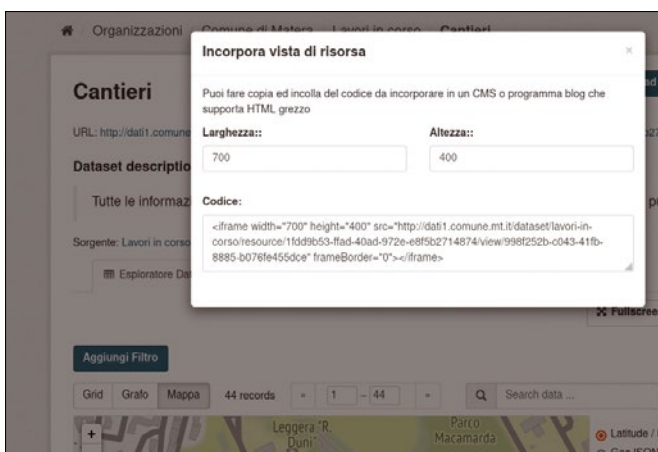 Organizzazioni / Comune di Matera / Lavori in corso / Cantieri
Incorpora vista di risorsa
×
Puoi fare copia ed incolla del codice da incorporare in un CMS o programma blog che
supporta HTML grezzo
Larghezza::
Altezza::
700
400
Codice:
<iframe width="700" height="400" src="http://dati1.comune.mt.it/dataset/lavori-in-
corso/resource/1fdd9b53-ffad-40ad-972e-e8f5b2714874/view/998f252b-c043-41fb-
8885-b076fe455dce" frameBorder="0"></iframe>
Cantieri
URL: http://dati1.comune
Dataset descriptio
Tutte le informaz
Sorgente: Lavori in corso
Esploratore Dat
Fullscree
Aggiungi Filtro
Grid Grafo Mappa 44 records « 1 – 44 » Search data ...
+
Leggera "R.
Duni"
Parco
Macamarda
Latitude /